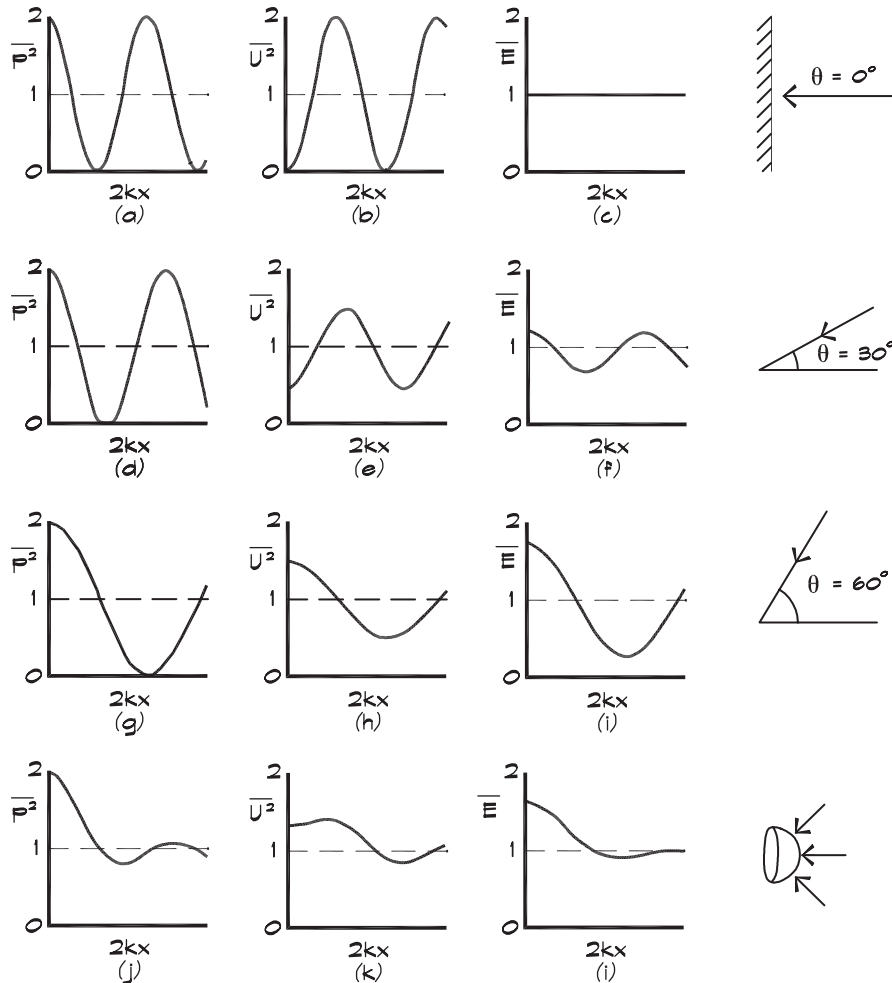 2
p²
1
0
2kx
(a)
2
U²
1
0
2kx
(b)
2
E
1
0
2kx
(c)
θ = 0°
2
p²
1
0
2kx
(d)
2
U²
1
0
2kx
(e)
2
E
1
0
2kx
(f)
θ = 30°
2
p²
1
0
2kx
(g)
2
U²
1
0
2kx
(h)
2
E
1
0
2kx
(i)
θ = 60°
2
p²
1
0
2kx
(j)
2
U²
1
0
2kx
(k)
2
E
1
0
2kx
(i)